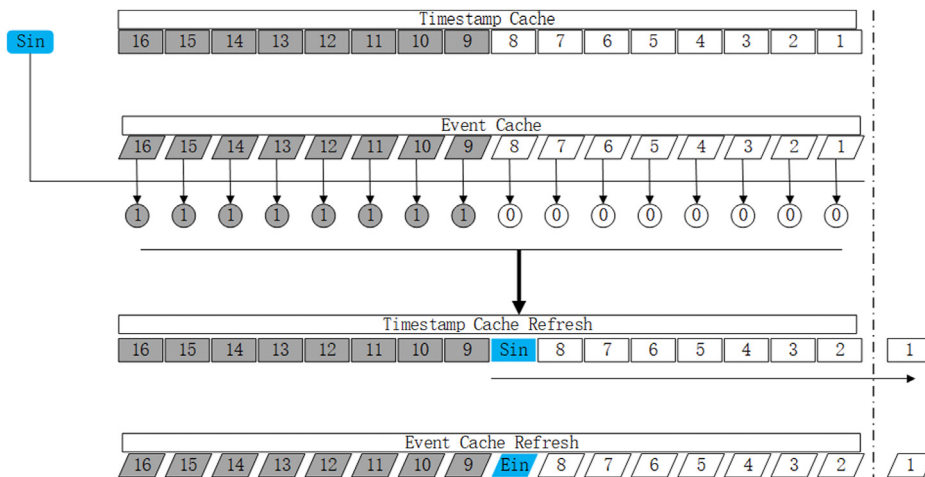 Timestamp Cache
Sin 16 15 14 13 12 11 10 9 8 7 6 5 4 3 2 1
Event Cache
16 15 14 13 12 11 10 9 8 7 6 5 4 3 2 1
1 1 1 1 1 1 1 1 0 0 0 0 0 0 0 0
Timestamp Cache Refresh
16 15 14 13 12 11 10 9 Sin 8 7 6 5 4 3 2 1
Event Cache Refresh
16 15 14 13 12 11 10 9 Ein 8 7 6 5 4 3 2 1